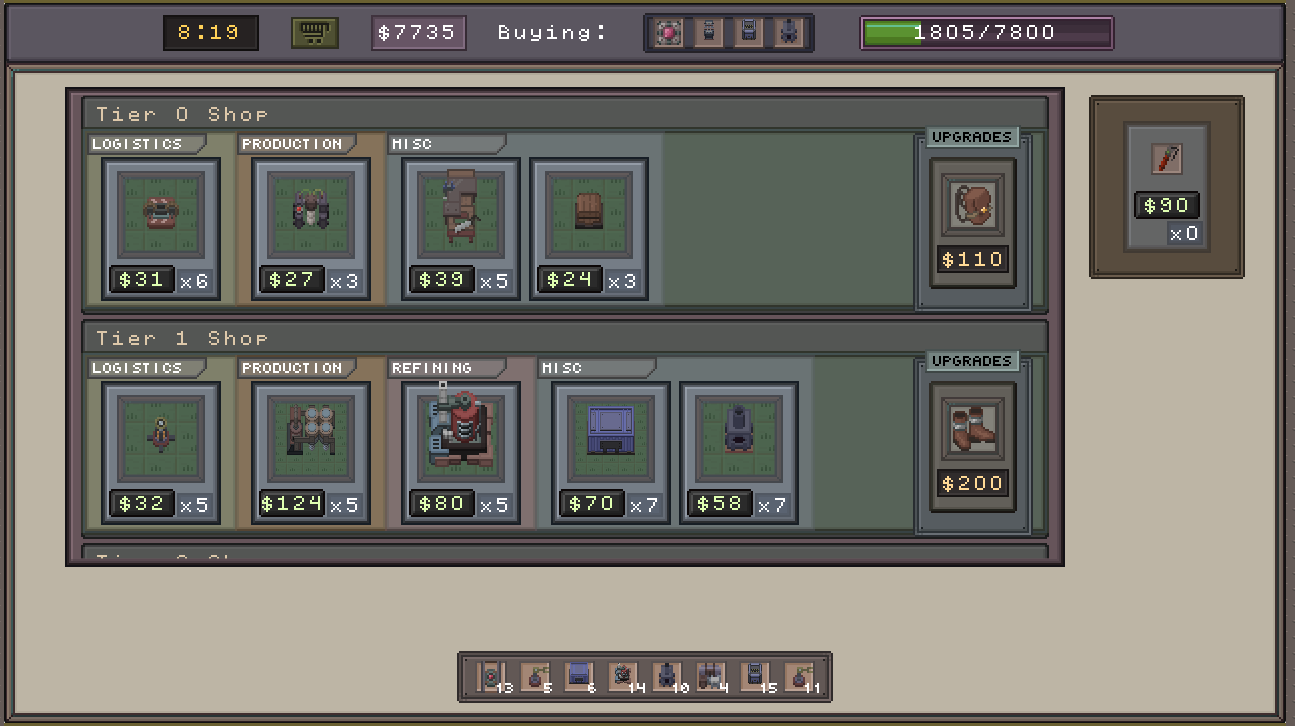 8:19 $7735 Buying: 1805/7800
Tier 0 Shop
LOGISTICS PRODUCTION MISC UPGRADES
$31 x6 $27 x3 $39 x5 $24 x3 $110
$90
x0
Tier 1 Shop
LOGISTICS PRODUCTION REFINING MISC UPGRADES
$32 x5 $124 x5 $80 x5 $70 x7 $58 x7 $200
13 5 6 14 10 4 15 11